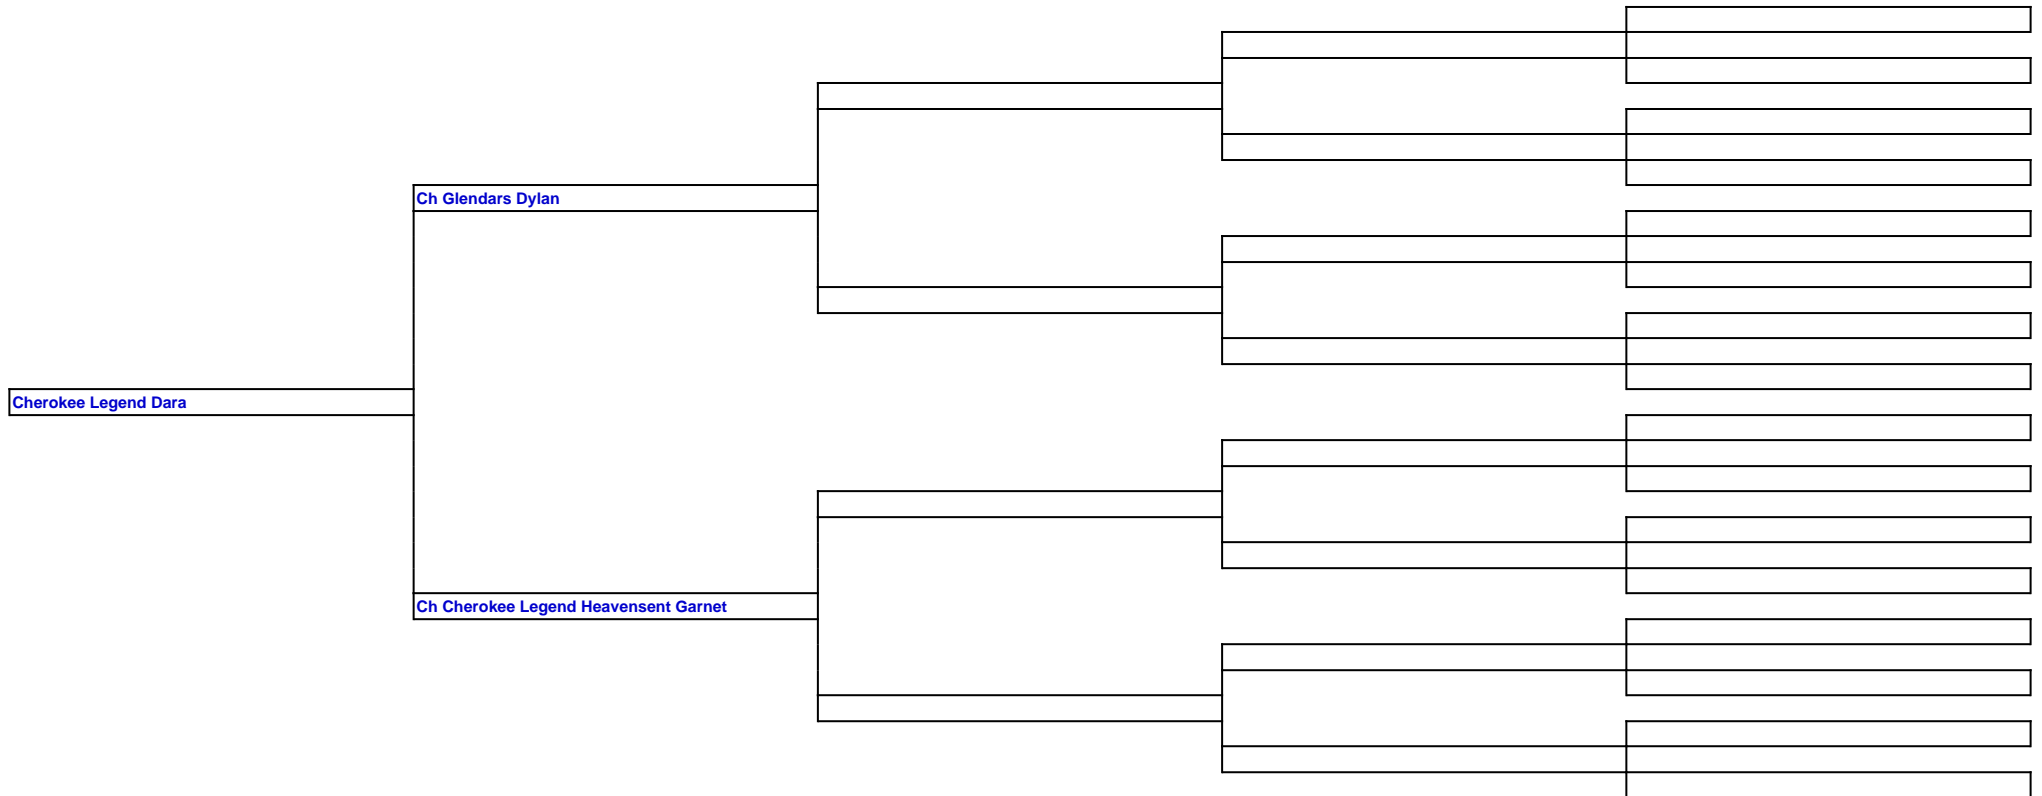 Ch Glendars Dylan
Cherokee Legend Dara
Ch Cherokee Legend Heavensent Garnet